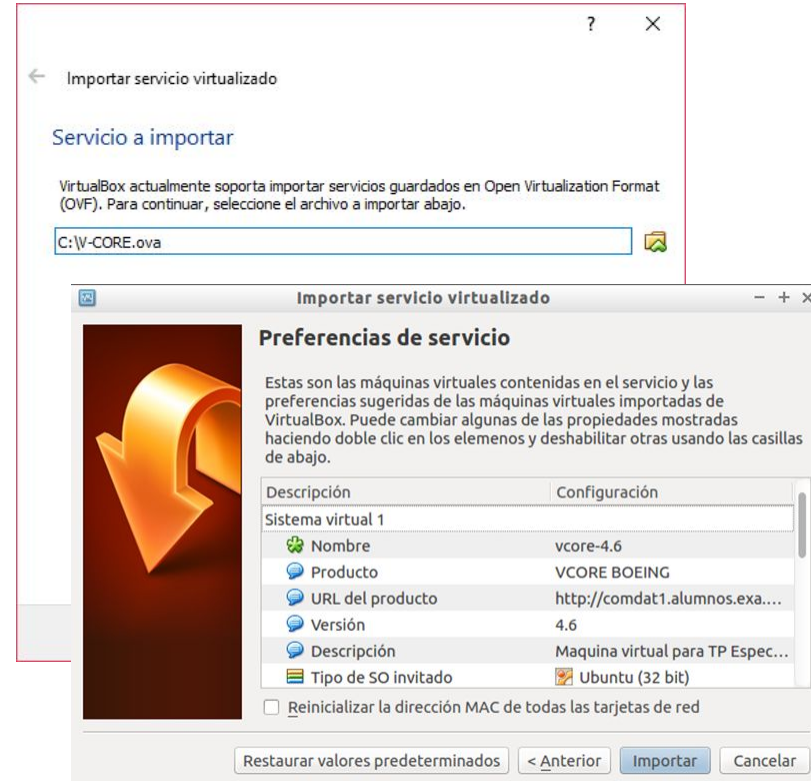 ?
Importar servicio virtualizado
Servicio a importar
VirtualBox actualmente soporta importar servicios guardados en Open Virtualization Format
(OVF). Para continuar, seleccione el archivo a importar abajo.
C:\V-CORE.ova
Importar servicio virtualizado
Preferencias de servicio
Estas son las máquinas virtuales contenidas en el servicio y las
preferencias sugeridas de las máquinas virtuales importadas de
VirtualBox. Puede cambiar algunas de las propiedades mostradas
haciendo doble clic en los elemenos y deshabilitar otras usando las casillas
de abajo.
Descripción Configuración
Sistema virtual 1
Nombre vcore-4.6
Producto VCORE BOEING
URL del producto http://comdat1.alumnos.exa....
Versión 4.6
Descripción Maquina virtual para TP Espec...
Tipo de SO invitado Ubuntu (32 bit)
Reinicializar la dirección MAC de todas las tarjetas de red
Restaurar valores predeterminados < Anterior Importar Cancelar